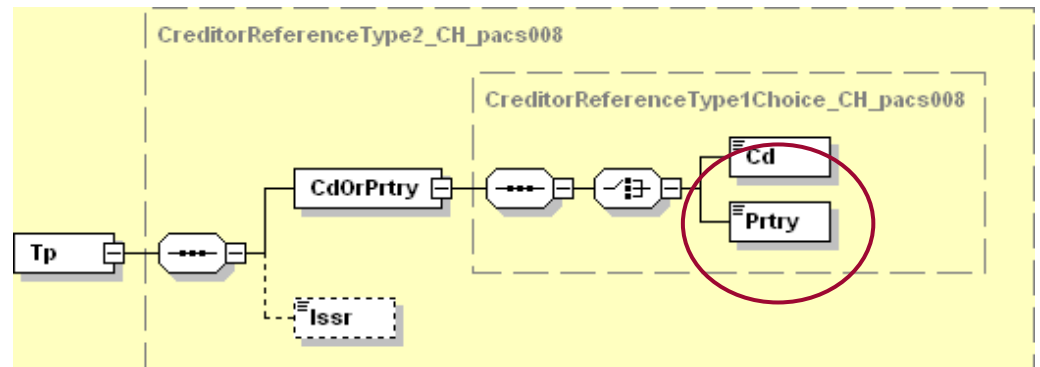 CreditorReferenceType2_CH_pacs008
CreditorReferenceType1Choice_CH_pacs008
Cd
CdOrPrtry
Prtry
Tp
Issr